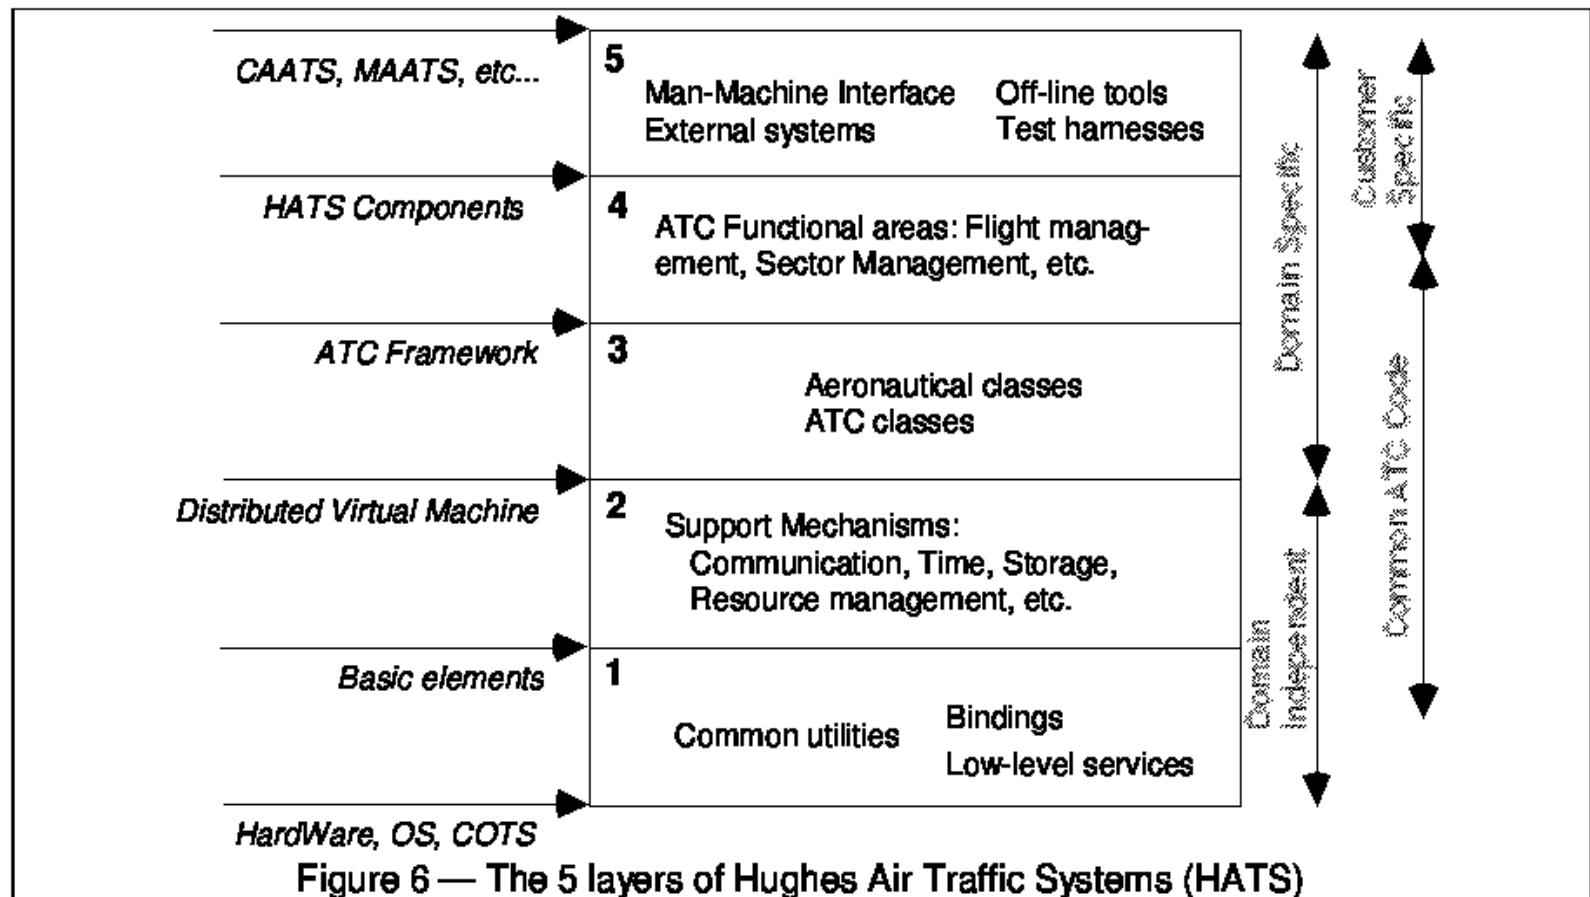 CAATS, MAATS, etc...
5
Man-Machine Interface
External systems
Off-line tools
Test harnesses
HATS Components
4
ATC Functional areas: Flight manag-
ement, Sector Management, etc.
ATC Framework
3
Aeronautical classes
ATC classes
Distributed Virtual Machine
2
Support Mechanisms:
Communication, Time, Storage,
Resource management, etc.
Basic elements
1
Common utilities
Bindings
Low-level services
HardWare, OS, COTS
Domain Specific
Domain
Independent
Customer
Specific
Common ATC Code
Figure 6 — The 5 layers of Hughes Air Traffic Systems (HATS)